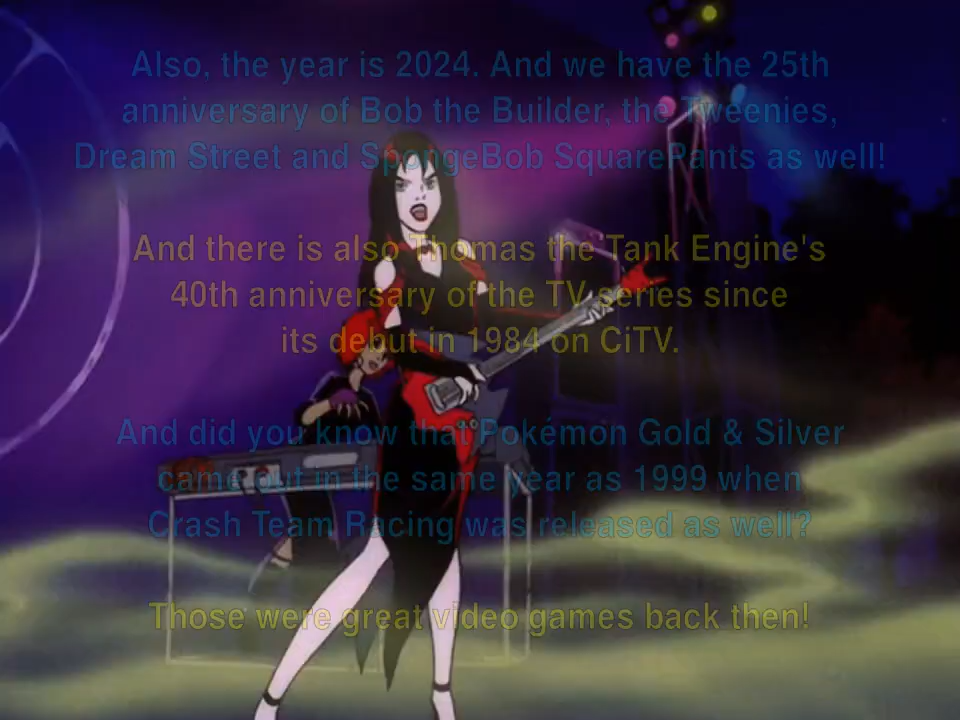 Also, the year is 2024. And we have the 25th
anniversary of Bob the Builder, the Tweenies,
Dream Street and SpongeBob SquarePants as well!
And there is also Thomas the Tank Engine's
40th anniversary of the TV series since
its debut in 1984 on CiTV.
And did you know that Pokémon Gold & Silver
came out in the same year as 1999 when
Crash Team Racing was released as well?
Those were great video games back then!